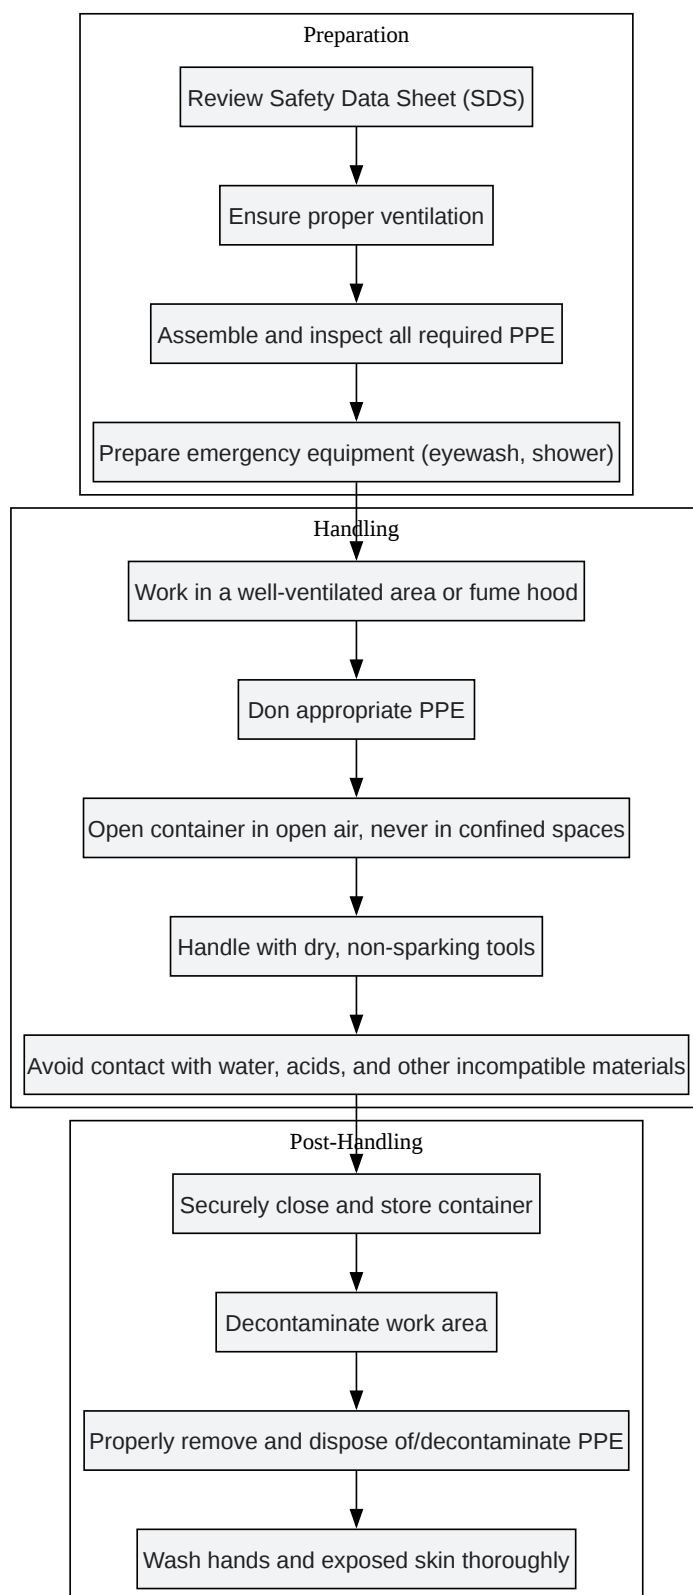 Preparation
Review Safety Data Sheet (SDS)
Ensure proper ventilation
Assemble and inspect all required PPE
Prepare emergency equipment (eyewash, shower)
Handling
Work in a well-ventilated area or fume hood
Don appropriate PPE
Open container in open air, never in confined spaces
Handle with dry, non-sparking tools
Avoid contact with water, acids, and other incompatible materials
Post-Handling
Securely close and store container
Decontaminate work area
Properly remove and dispose of/decontaminate PPE
Wash hands and exposed skin thoroughly